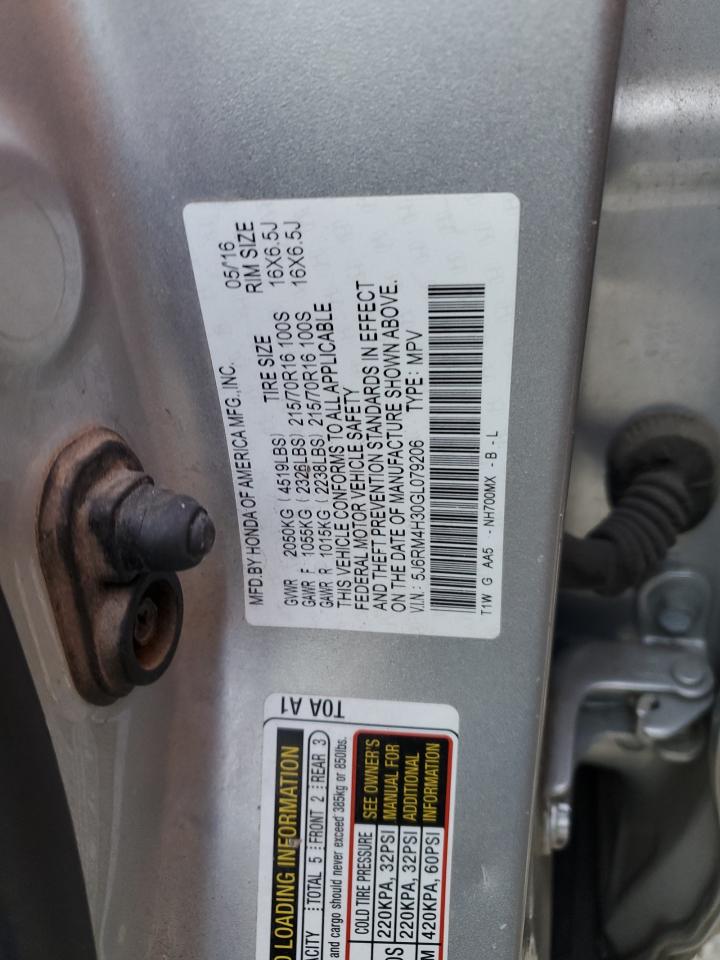 MFD.BY HONDA OF AMERICA MFG.,INC. 05/16
TIRE SIZE RIM SIZE
GVWR 2050KG (4519LBS)
GAWR F 1055KG (2326LBS) 215/70R16 100S 16X6.5J
GAWR R 1015KG (2238LBS) 215/70R16 100S 16X6.5J
THIS VEHICLE CONFORMS TO ALL APPLICABLE
FEDERAL MOTOR VEHICLE SAFETY
AND THEFT PREVENTION STANDARDS IN EFFECT
ON THE DATE OF MANUFACTURE SHOWN ABOVE.
V.I.N: 5J6RM4H30GL079206 TYPE: MPV
T1W G AA5 - NH700MX - B - L
T0A A1
LOADING INFORMATION
TOTAL 5 FRONT 2 REAR 3
and cargo should never exceed 385kg or 850lbs.
COLD TIRE PRESSURE
220KPA, 32PSI
220KPA, 32PSI
420KPA, 60PSI
SEE OWNER'S
MANUAL FOR
ADDITIONAL
INFORMATION